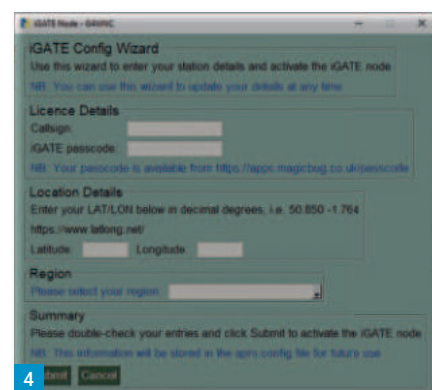 iGATE Node - G4WNC
iGATE Config Wizard
Use this wizard to enter your station details and activate the iGATE node
NB: You can use this wizard to update your details at any time
Licence Details
Callsign:
iGATE passcode:
NB: Your passcode is available from https://apps.magicbug.co.uk/passcode
Location Details
Enter your LAT/LON below in decimal degrees, i.e. 50.850 -1.764
https://www.latlong.net/
Latitude: Longitude:
Region
Please select your region:
Summary
Please double-check your entries and click Submit to activate the iGATE node
NB: This information will be stored in the aprs config file for future use
4 ubmit Cancel